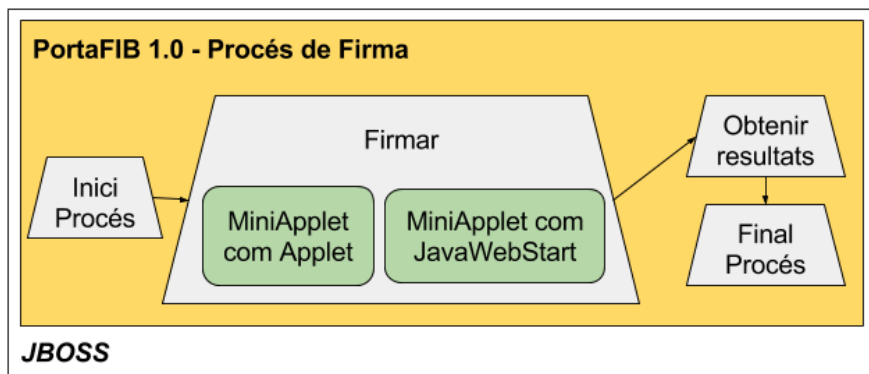 PortaFIB 1.0 - Procés de Firma
Inici
Procés
Firmar
MiniApplet
com Applet
MiniApplet com
JavaWebStart
Obtenir
resultats
Final
Procés
JBOSS